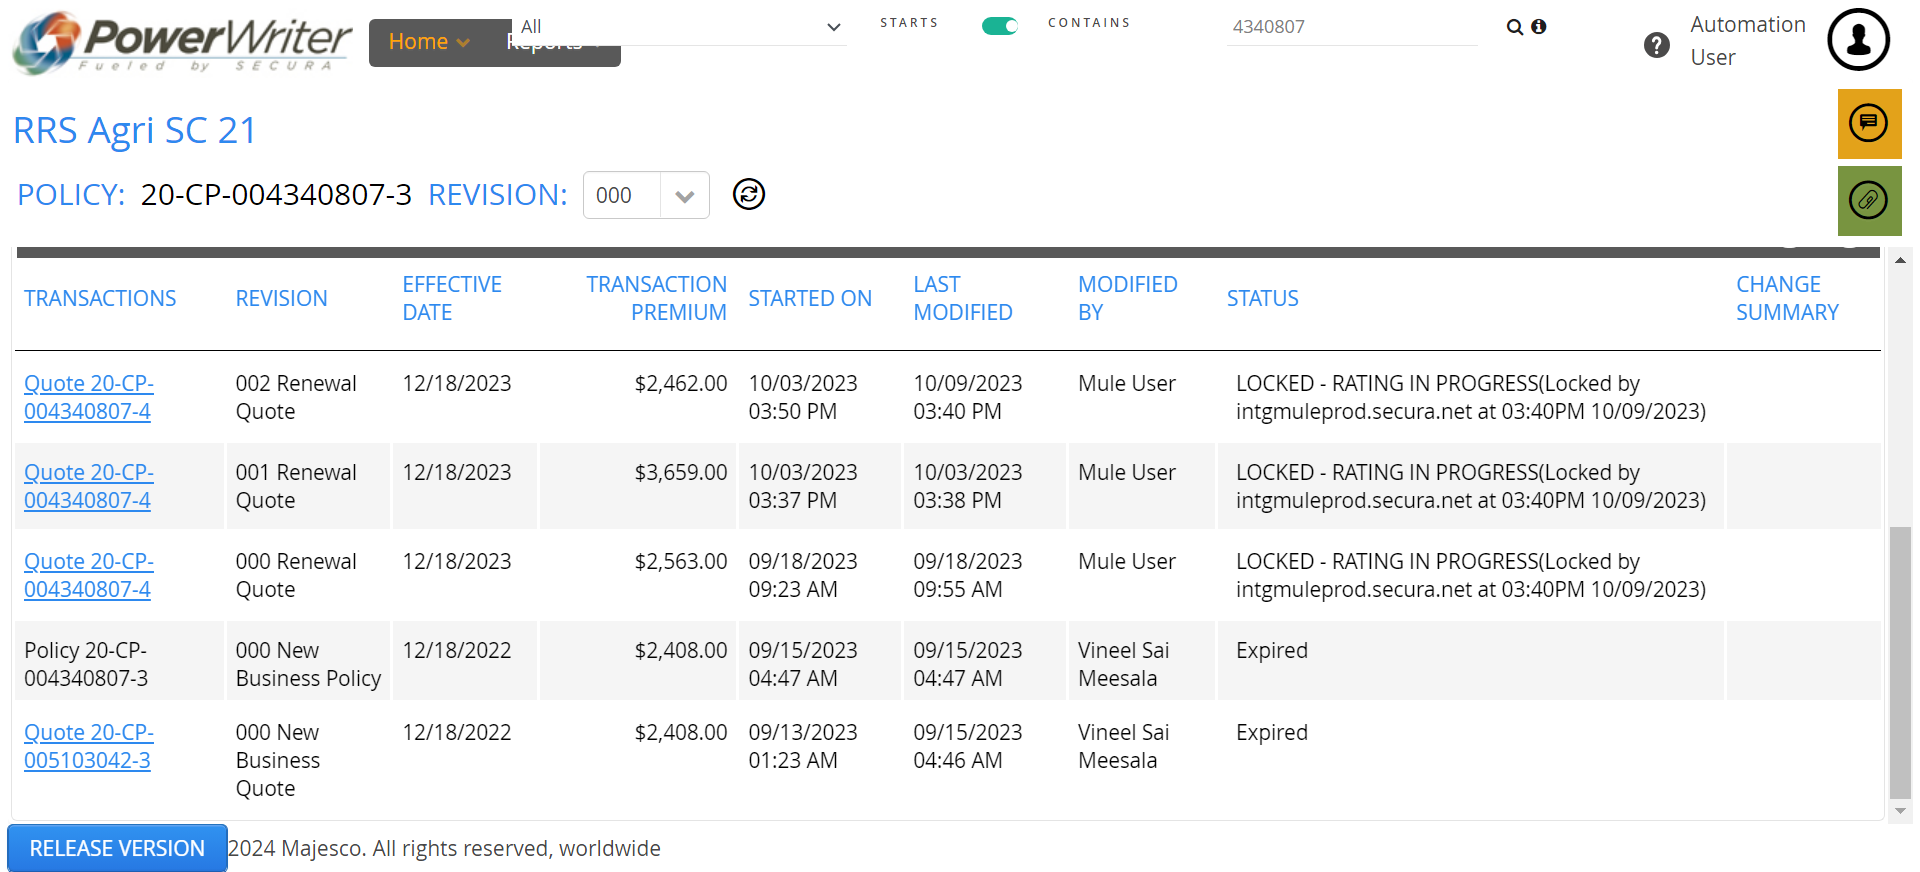 PowerWriter
Fueled by SECURA
Home
Reports
All
STARTS
CONTAINS
4340807
Automation
User
RRS Agri SC 21
POLICY: 20-CP-004340807-3 REVISION: 000
TRANSACTIONS REVISION EFFECTIVE DATE TRANSACTION PREMIUM STARTED ON LAST MODIFIED MODIFIED BY STATUS CHANGE SUMMARY
Quote 20-CP- 002 Renewal 12/18/2023 $2,462.00 10/03/2023 10/09/2023 Mule User LOCKED - RATING IN PROGRESS(Locked by
004340807-4 Quote 03:50 PM 03:40 PM intgmuleprod.secura.net at 03:40PM 10/09/2023)
Quote 20-CP- 001 Renewal 12/18/2023 $3,659.00 10/03/2023 10/03/2023 Mule User LOCKED - RATING IN PROGRESS(Locked by
004340807-4 Quote 03:37 PM 03:38 PM intgmuleprod.secura.net at 03:40PM 10/09/2023)
Quote 20-CP- 000 Renewal 12/18/2023 $2,563.00 09/18/2023 09/18/2023 Mule User LOCKED - RATING IN PROGRESS(Locked by
004340807-4 Quote 09:23 AM 09:55 AM intgmuleprod.secura.net at 03:40PM 10/09/2023)
Policy 20-CP- 000 New 12/18/2022 $2,408.00 09/15/2023 09/15/2023 Vineel Sai Expired
004340807-3 Business Policy 04:47 AM 04:47 AM Meesala
Quote 20-CP- 000 New 12/18/2022 $2,408.00 09/13/2023 09/15/2023 Vineel Sai Expired
005103042-3 Business 01:23 AM 04:46 AM Meesala
Quote
RELEASE VERSION 2024 Majesco. All rights reserved, worldwide